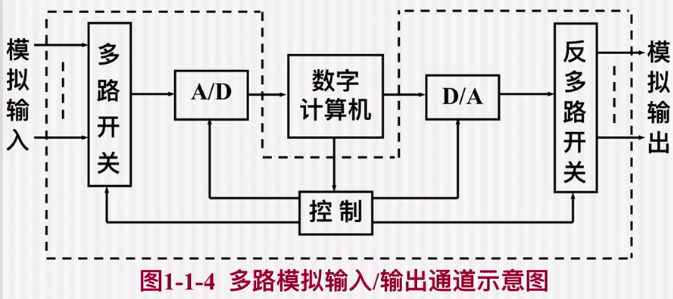 模拟输入
多路开关
A/D
数字
计算机
D/A
反多路开关
模拟输出
控制
图1-1-4 多路模拟输入/输出通道示意图